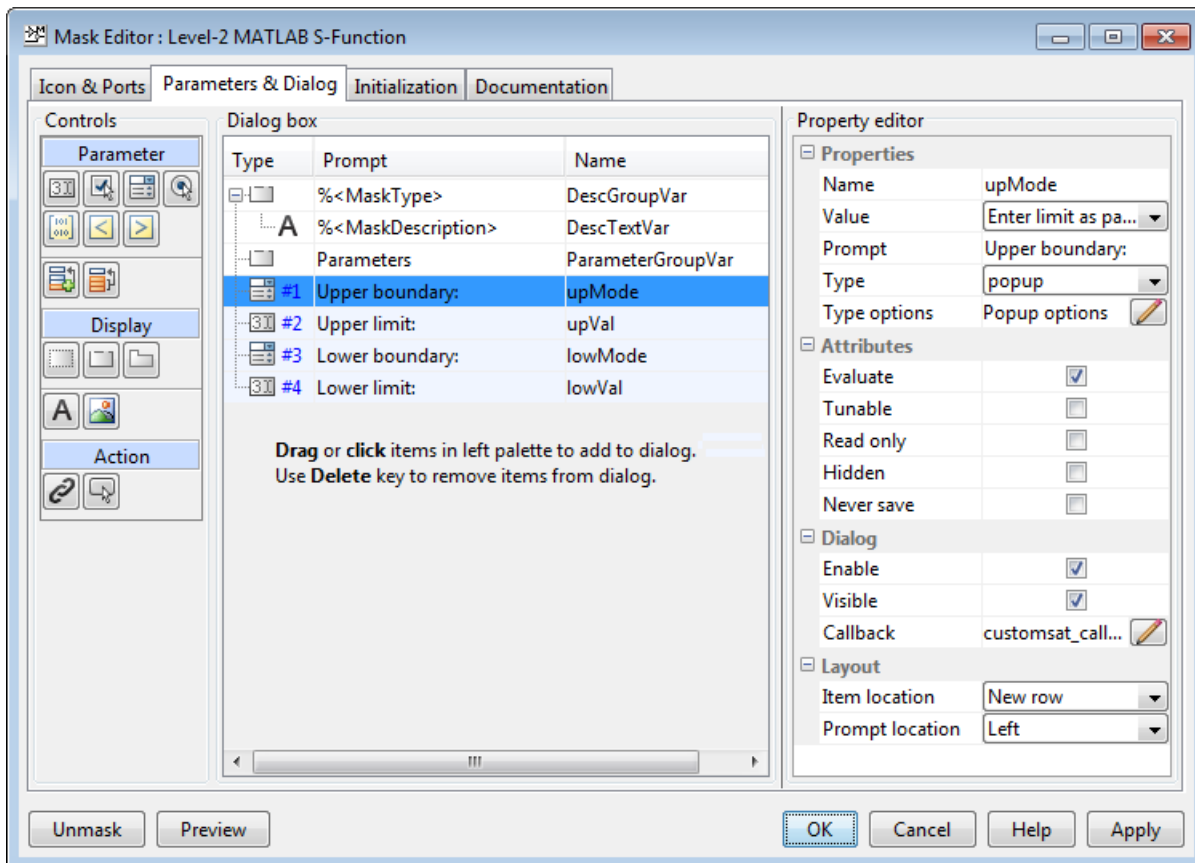 Mask Editor : Level-2 MATLAB S-Function
Icon & Ports Parameters & Dialog Initialization Documentation
Controls
Parameter
Display
Action
Dialog box
Type Prompt Name
%<MaskType> DescGroupVar
A %<MaskDescription> DescTextVar
Parameters ParameterGroupVar
#1 Upper boundary: upMode
#2 Upper limit: upVal
#3 Lower boundary: lowMode
#4 Lower limit: lowVal
Drag or click items in left palette to add to dialog.
Use Delete key to remove items from dialog.
Property editor
Properties
Name upMode
Value Enter limit as pa...
Prompt Upper boundary:
Type popup
Type options Popup options
Attributes
Evaluate
Tunable
Read only
Hidden
Never save
Dialog
Enable
Visible
Callback customsat_call...
Layout
Item location New row
Prompt location Left
Unmask Preview OK Cancel Help Apply